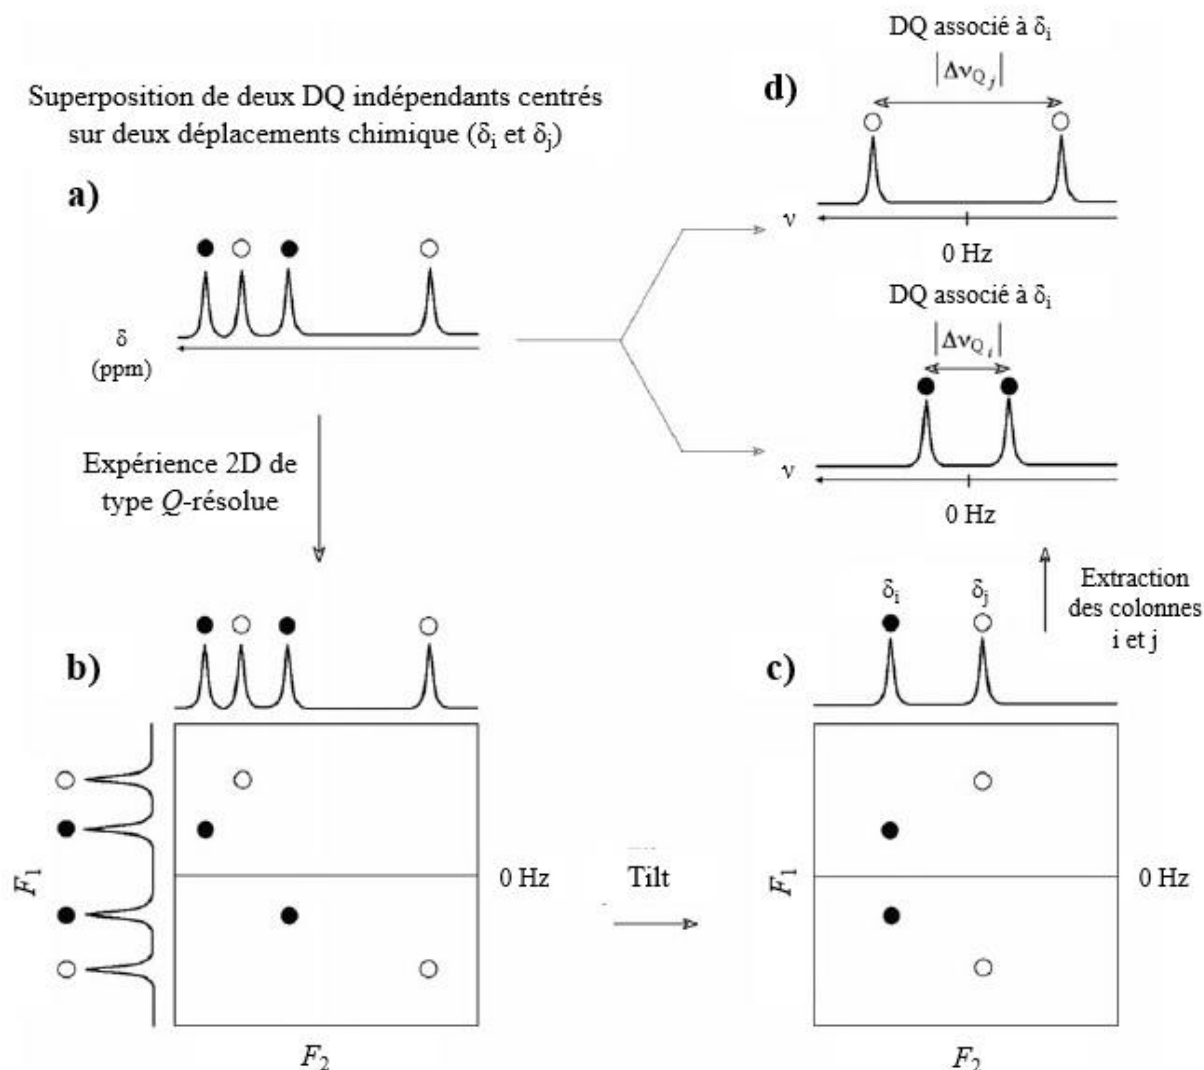 Superposition de deux DQ indépendants centrés
sur deux déplacements chimique (δi et δj)
a)
δ
(ppm)
d)
DQ associé à δi
|ΔνQj|
ν
0 Hz
DQ associé à δi
|ΔνQi|
ν
0 Hz
Expérience 2D de
type Q-résolue
b)
F1
0 Hz
F2
Tilt
c)
δi
δj
Extraction
des colonnes
i et j
F1
0 Hz
F2